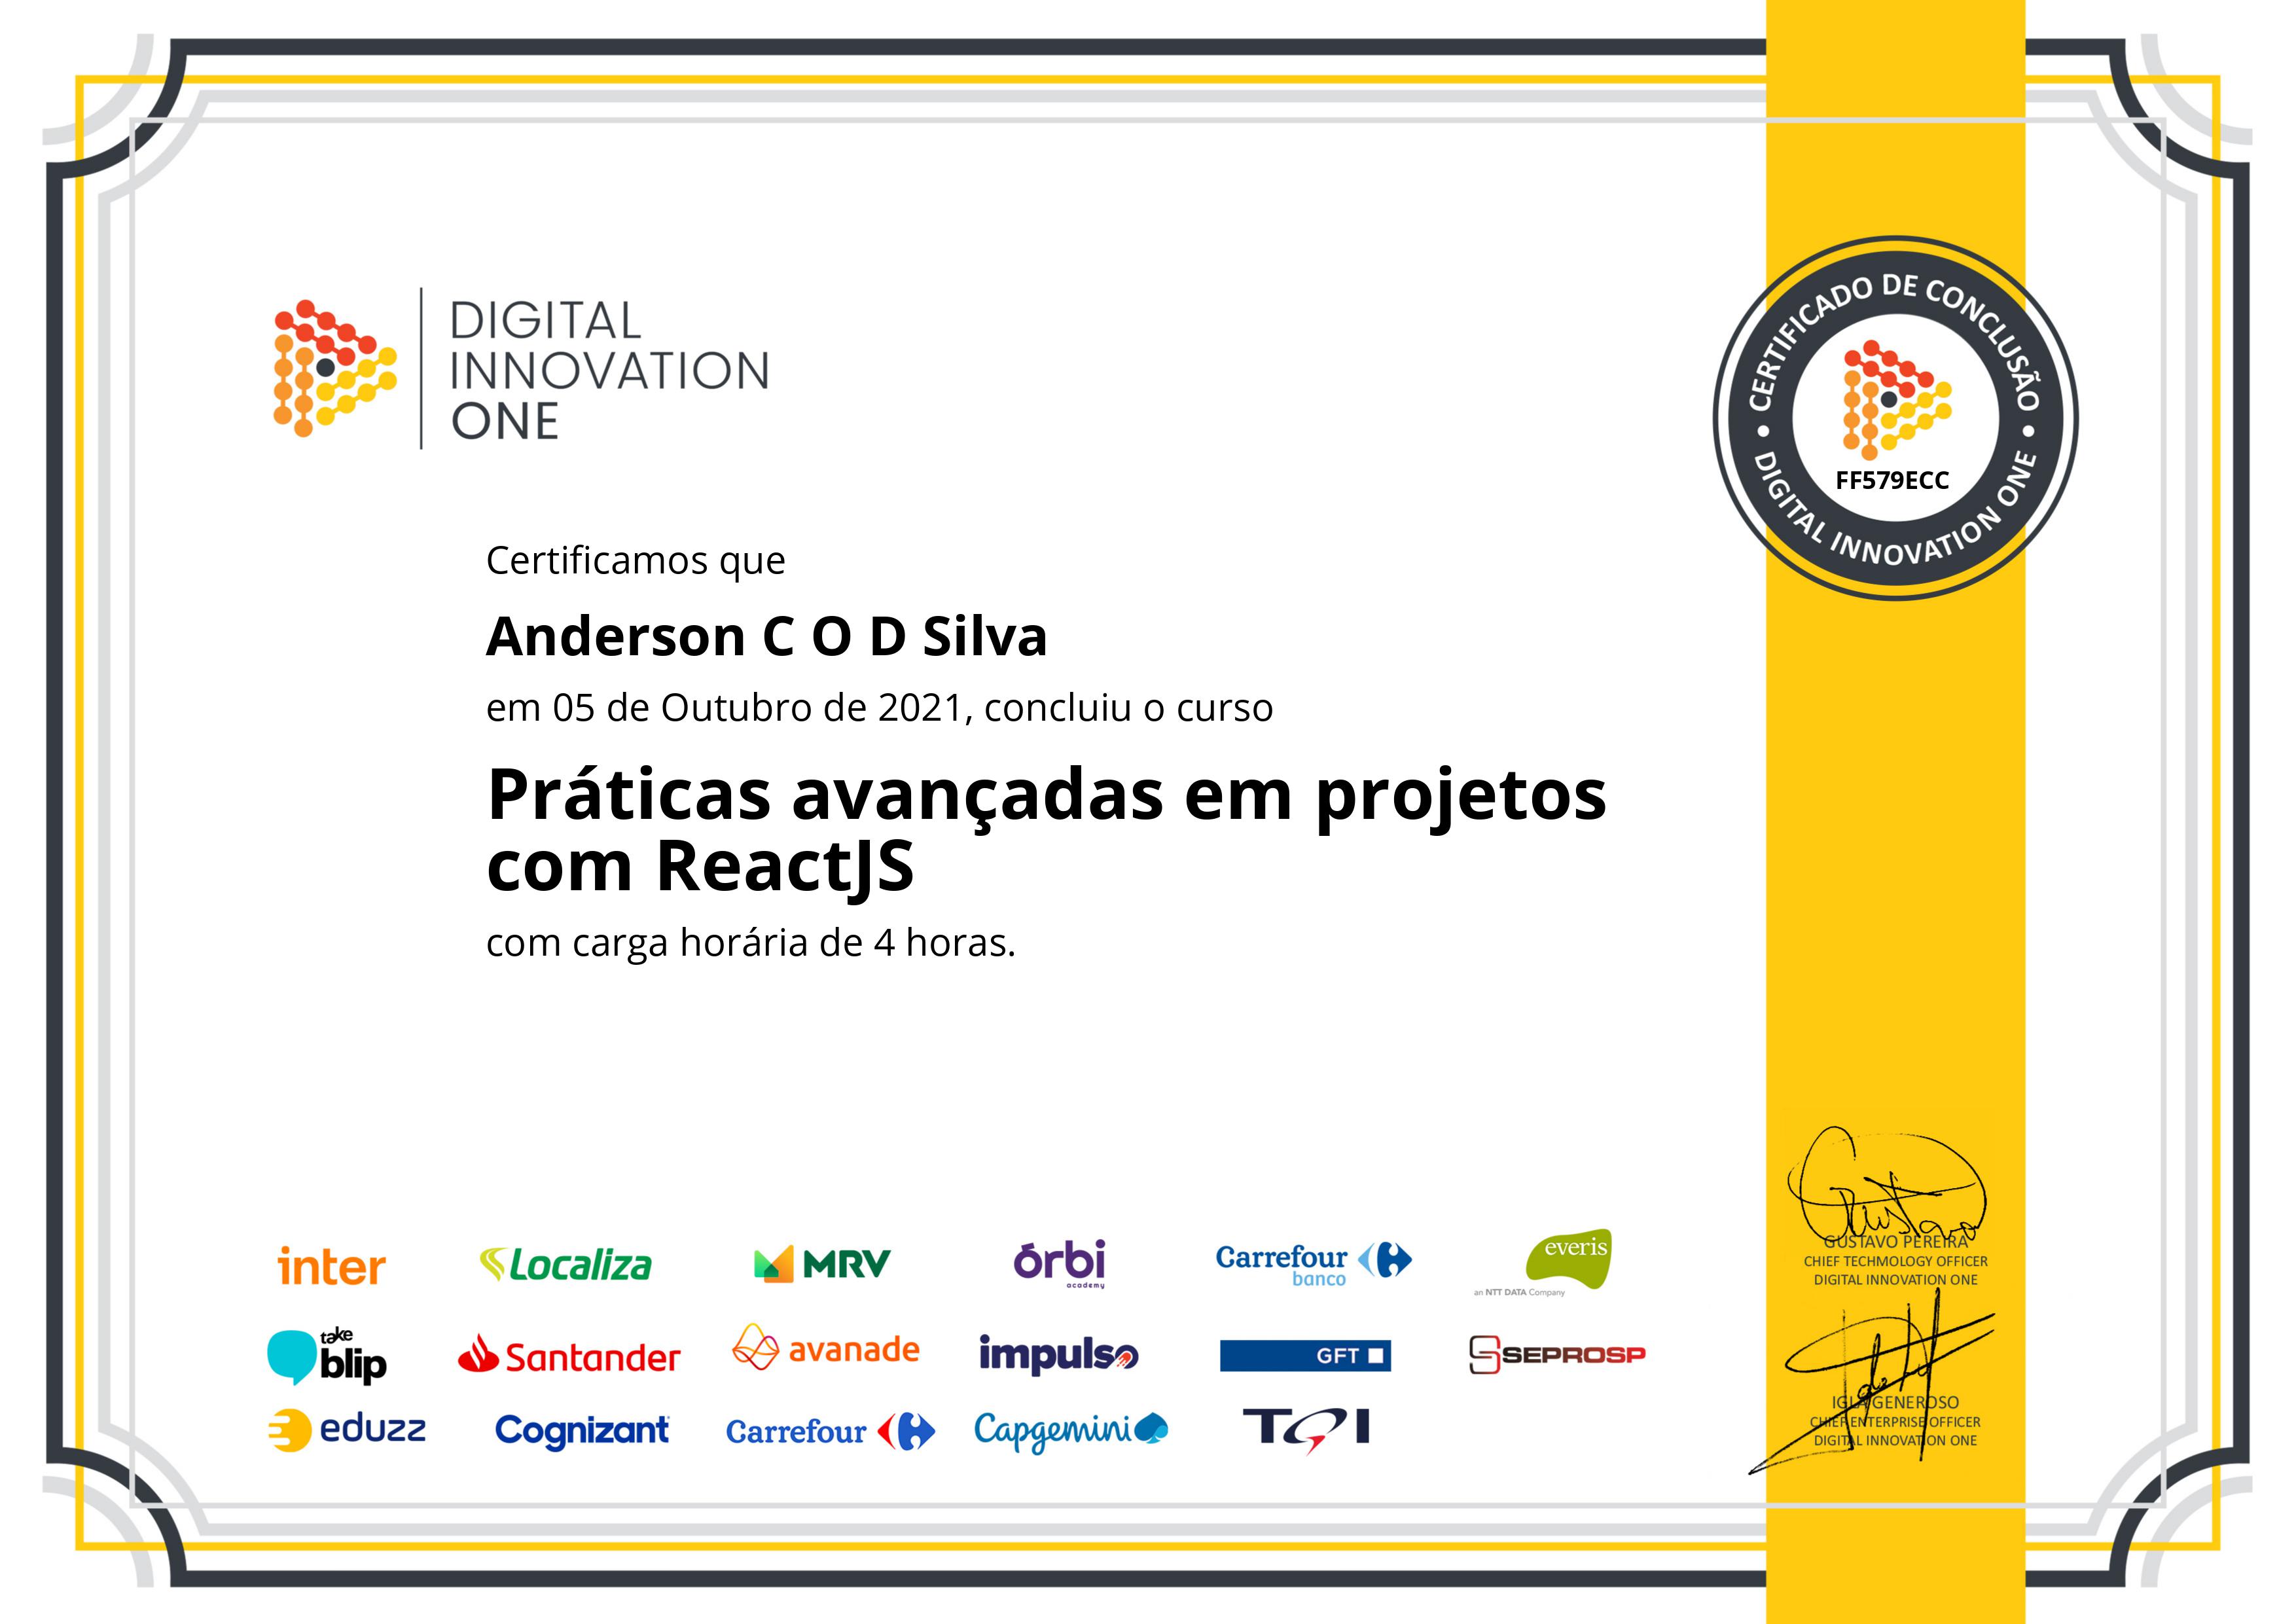 DIGITAL
INNOVATION
ONE
CERTIFICADO DE CONCLUSÃO
FF579ECC
DIGITAL INNOVATION ONE
Certificamos que
Anderson C O D Silva
em 05 de Outubro de 2021, concluiu o curso
Práticas avançadas em projetos
com ReactJS
com carga horária de 4 horas.
inter
Localiza
MRV
órbi
academy
Carrefour
banco
everis
an NTT DATA Company
take
blip
Santander
avanade
impulso
GFT
SEPROSP
eduzz
Cognizant
Carrefour
Capgemini
TQI
Gustavo
GUSTAVO PEREIRA
CHIEF TECHMOLOGY OFFICER
DIGITAL INNOVATION ONE
IGLÁ GENEROSO
CHIEF ENTERPRISE OFFICER
DIGITAL INNOVATION ONE